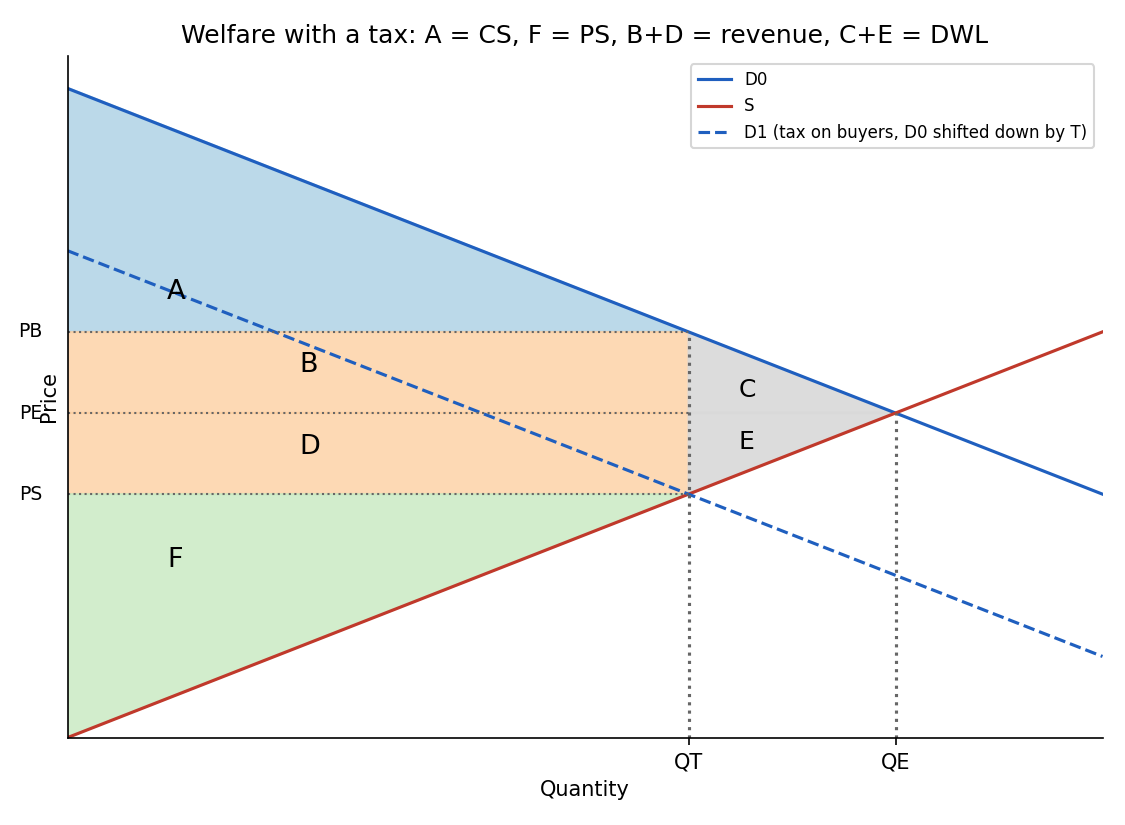 Welfare with a tax: A = CS, F = PS, B+D = revenue, C+E = DWL
D0
S
D1 (tax on buyers, D0 shifted down by T)
A
PB
B
C
Price
PE
D
E
PS
F
QT
QE
Quantity